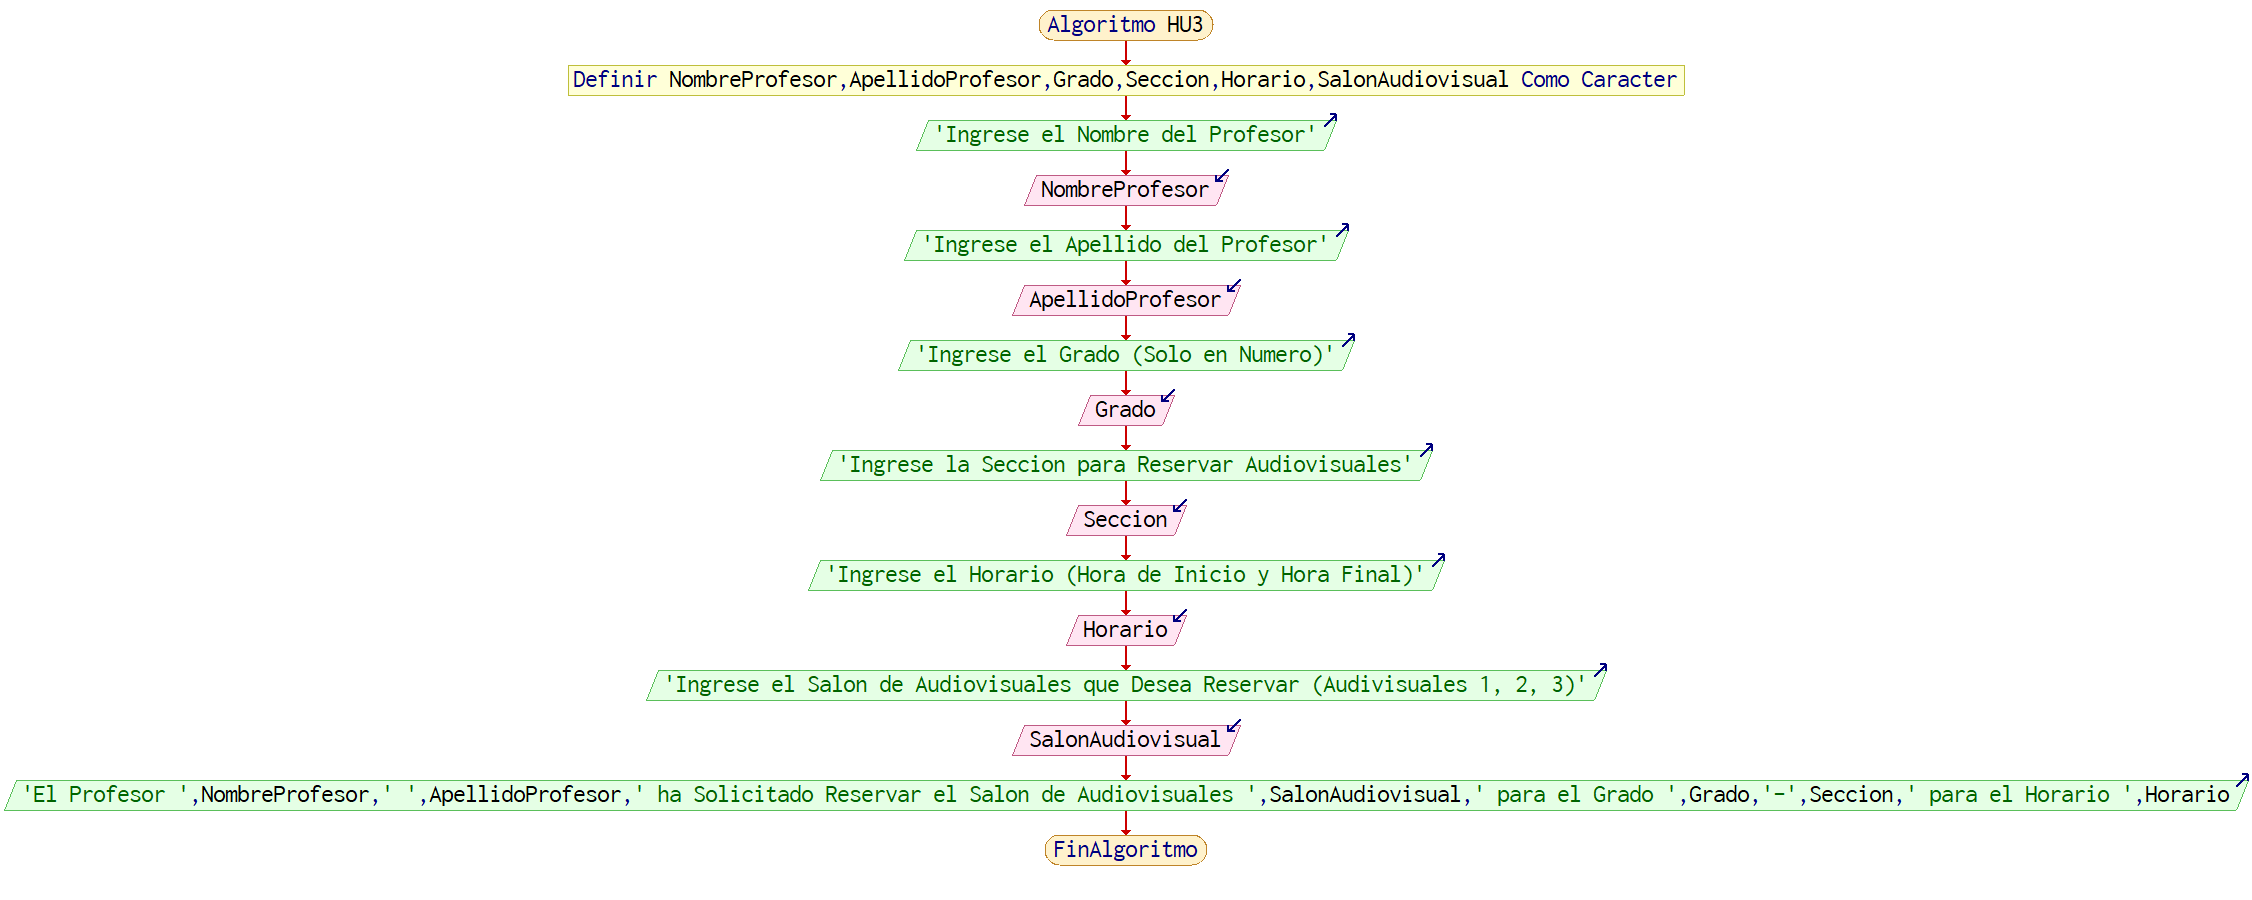 Algoritmo HU3
Definir NombreProfesor,ApellidoProfesor,Grado,Seccion,Horario,SalonAudiovisual Como Caracter
'Ingrese el Nombre del Profesor'
NombreProfesor
'Ingrese el Apellido del Profesor'
ApellidoProfesor
'Ingrese el Grado (Solo en Numero)'
Grado
'Ingrese la Seccion para Reservar Audiovisuales'
Seccion
'Ingrese el Horario (Hora de Inicio y Hora Final)'
Horario
'Ingrese el Salon de Audiovisuales que Desea Reservar (Audivisuales 1, 2, 3)'
SalonAudiovisual
'El Profesor ',NombreProfesor,' ',ApellidoProfesor,' ha Solicitado Reservar el Salon de Audiovisuales ',SalonAudiovisual,' para el Grado ',Grado,'-',Seccion,' para el Horario ',Horario
FinAlgoritmo